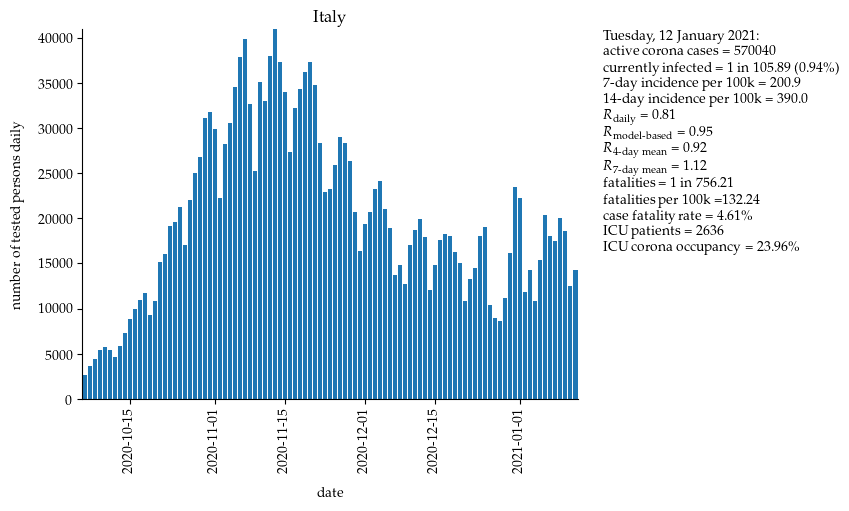 Italy
40000
35000
30000
25000
20000
15000
10000
5000
0
number of tested persons daily
2020-10-15
2020-11-01
2020-11-15
2020-12-01
2020-12-15
2021-01-01
date
Tuesday, 12 January 2021:
active corona cases = 570040
currently infected = 1 in 105.89 (0.94%)
7-day incidence per 100k = 200.9
14-day incidence per 100k = 390.0
R daily = 0.81
R model-based = 0.95
R 4-day mean = 0.92
R 7-day mean = 1.12
fatalities = 1 in 756.21
fatalities per 100k =132.24
case fatality rate = 4.61%
ICU patients = 2636
ICU corona occupancy = 23.96%